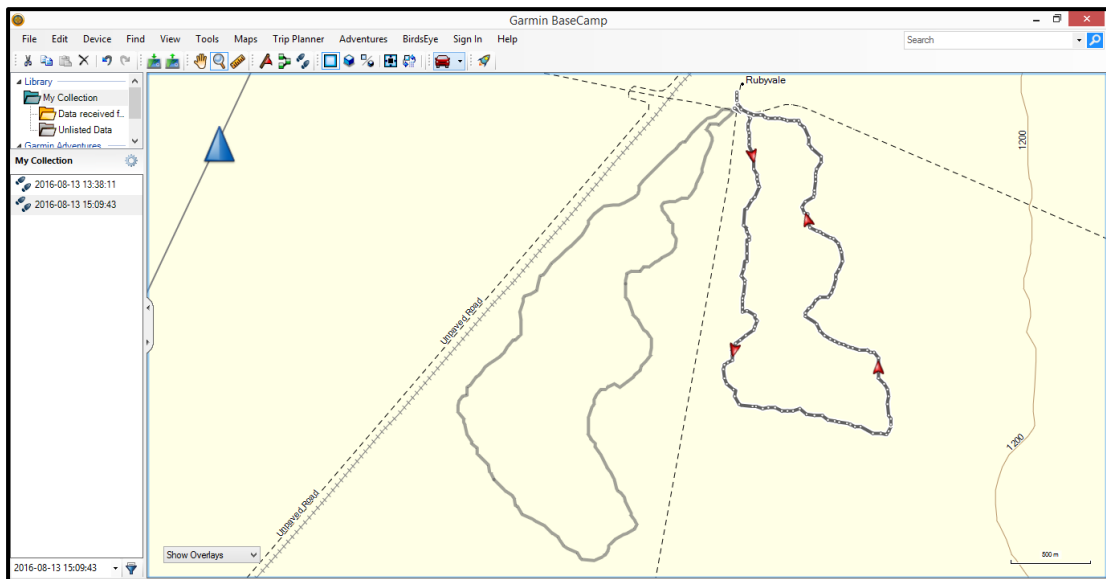 Garmin BaseCamp
File Edit Device Find View Tools Maps Trip Planner Adventures BirdsEye Sign In Help
Search
Library
My Collection
Data received f..
Unlisted Data
Garmin Adventures
My Collection
2016-08-13 13:38:11
2016-08-13 15:09:43
Rubyvale
1200
Unpaved Road
1200
Unpaved Road
Show Overlays
500 m
2016-08-13 15:09:43